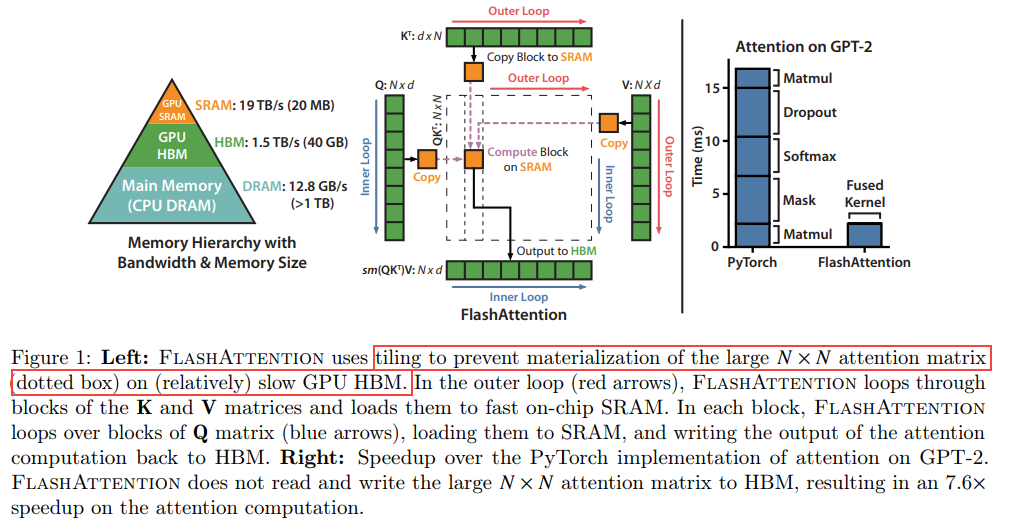 Outer Loop
Kᵀ: d x N
Copy Block to SRAM
Outer Loop
Q: N x d
V: N X d
QKᵀ: N x N
Copy
Compute Block
on SRAM
Copy
Inner Loop
Inner Loop
Outer Loop
Output to HBM
sm(QKᵀ)V: N x d
Inner Loop
FlashAttention
GPU
SRAM
SRAM: 19 TB/s (20 MB)
GPU
HBM
HBM: 1.5 TB/s (40 GB)
Main Memory
(CPU DRAM)
DRAM: 12.8 GB/s
(>1 TB)
Memory Hierarchy with
Bandwidth & Memory Size
Attention on GPT-2
Time (ms)
15
10
5
0
Matmul
Dropout
Softmax
Mask
Matmul
Fused
Kernel
PyTorch
FlashAttention
Figure 1: Left: FLASHATTENTION uses tiling to prevent materialization of the large N × N attention matrix
(dotted box) on (relatively) slow GPU HBM. In the outer loop (red arrows), FLASHATTENTION loops through
blocks of the K and V matrices and loads them to fast on-chip SRAM. In each block, FLASHATTENTION
loops over blocks of Q matrix (blue arrows), loading them to SRAM, and writing the output of the attention
computation back to HBM. Right: Speedup over the PyTorch implementation of attention on GPT-2.
FLASHATTENTION does not read and write the large N × N attention matrix to HBM, resulting in an 7.6×
speedup on the attention computation.